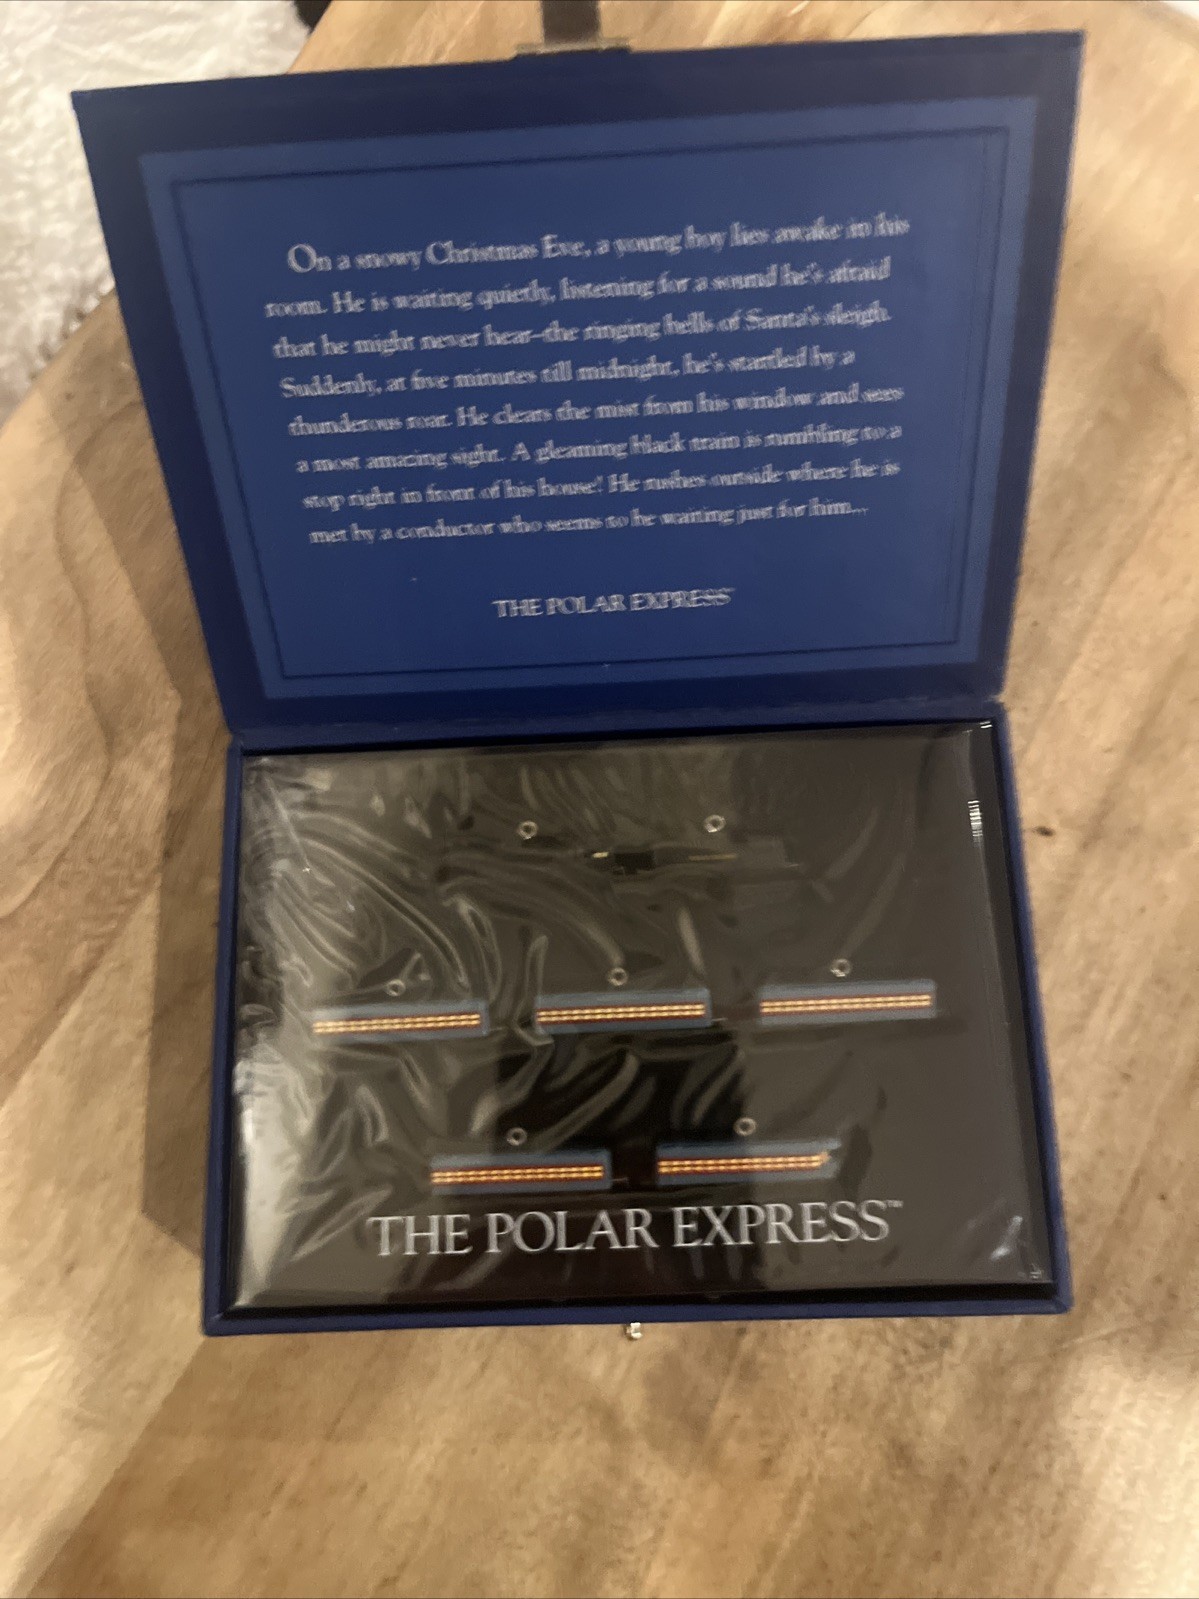 On a snowy Christmas Eve, a young boy lies awake in his
room. He is waiting quietly, listening for a sound he's afraid
that he might never hear–the ringing bells of Santa's sleigh.
Suddenly, at five minutes till midnight, he's startled by a
thunderous roar. He clears the mist from his window and sees
a most amazing sight. A gleaming black train is rumbling to a
stop right in front of his house! He rushes outside where he is
met by a conductor who seems to be waiting just for him...
THE POLAR EXPRESS
THE POLAR EXPRESS™